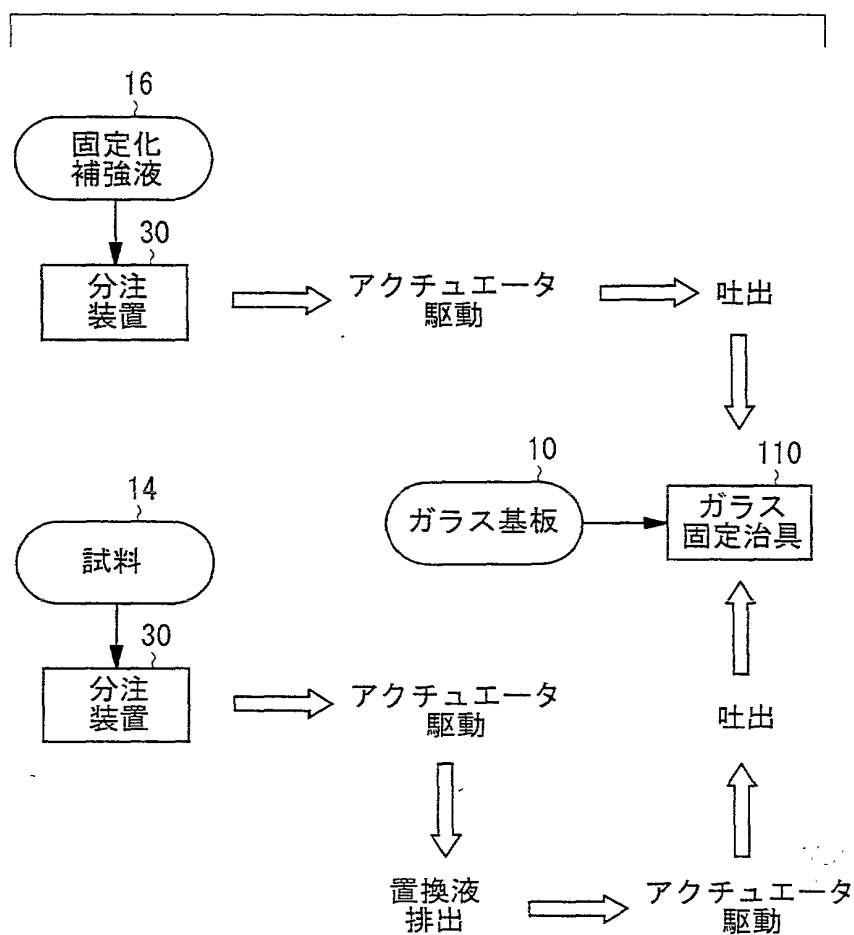 16
固定化
補強液
30
分注
装置
アクチュエータ
駆動
吐出
10
ガラス基板
110
ガラス
固定治具
14
試料
30
分注
装置
アクチュエータ
駆動
吐出
置換液
排出
アクチュエータ
駆動